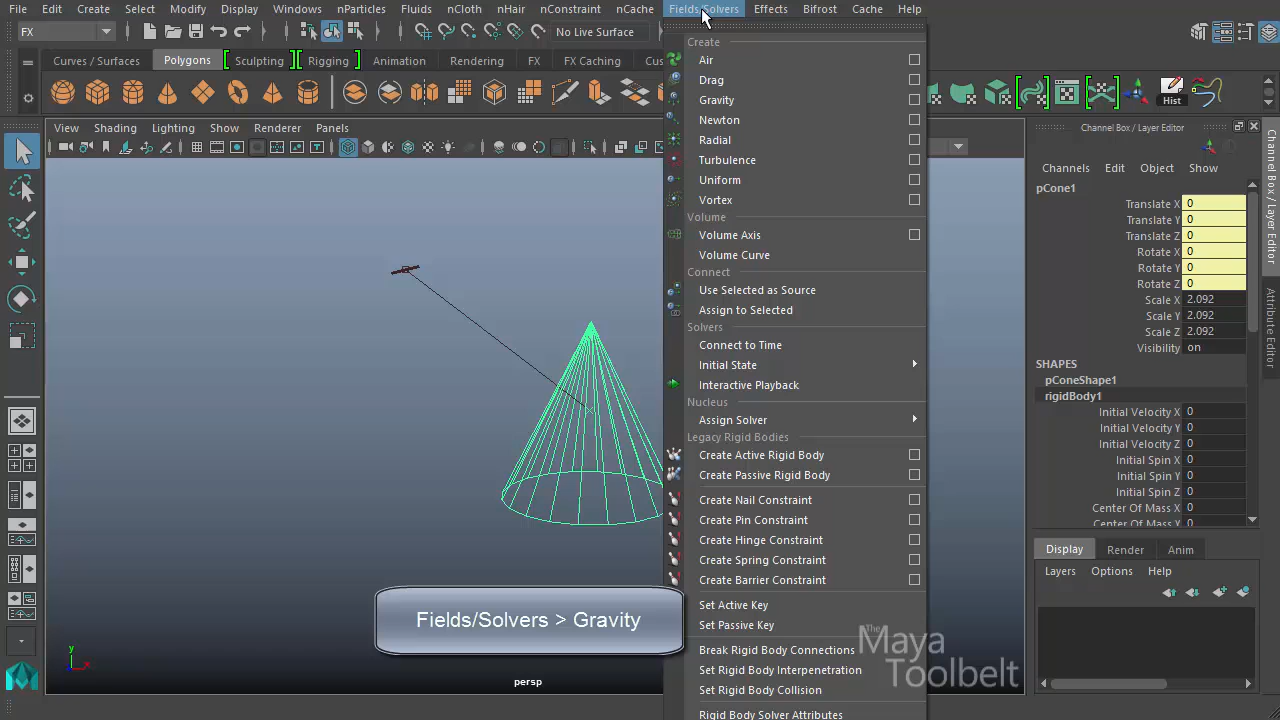 File Edit Create Select Modify Display Windows nParticles Fluids nCloth nHair nConstraint nCache Fields/Solvers Effects Bifrost Cache Help
FX No Live Surface
Curves / Surfaces Polygons Sculpting Rigging Animation Rendering FX FX Caching Cus
Hist
View Shading Lighting Show Renderer Panels
Create
Air
Drag
Gravity
Newton
Radial
Turbulence
Uniform
Vortex
Volume
Volume Axis
Volume Curve
Connect
Use Selected as Source
Assign to Selected
Solvers
Connect to Time
Initial State
Interactive Playback
Nucleus
Assign Solver
Legacy Rigid Bodies
Create Active Rigid Body
Create Passive Rigid Body
Create Nail Constraint
Create Pin Constraint
Create Hinge Constraint
Create Spring Constraint
Create Barrier Constraint
Set Active Key
Set Passive Key
Break Rigid Body Connections
Set Rigid Body Interpenetration
Set Rigid Body Collision
Rigid Body Solver Attributes
Fields/Solvers > Gravity
persp
y
x
The
Maya
Toolbelt
Channel Box / Layer Editor
Channels Edit Object Show
pCone1
Translate X 0
Translate Y 0
Translate Z 0
Rotate X 0
Rotate Y 0
Rotate Z 0
Scale X 2.092
Scale Y 2.092
Scale Z 2.092
Visibility on
SHAPES
pConeShape1
rigidBody1
Initial Velocity X 0
Initial Velocity Y 0
Initial Velocity Z 0
Initial Spin X 0
Initial Spin Y 0
Initial Spin Z 0
Center Of Mass X 0
Center Of Mass Y 0
Display Render Anim
Layers Options Help
Channel Box / Layer Editor
Attribute Editor